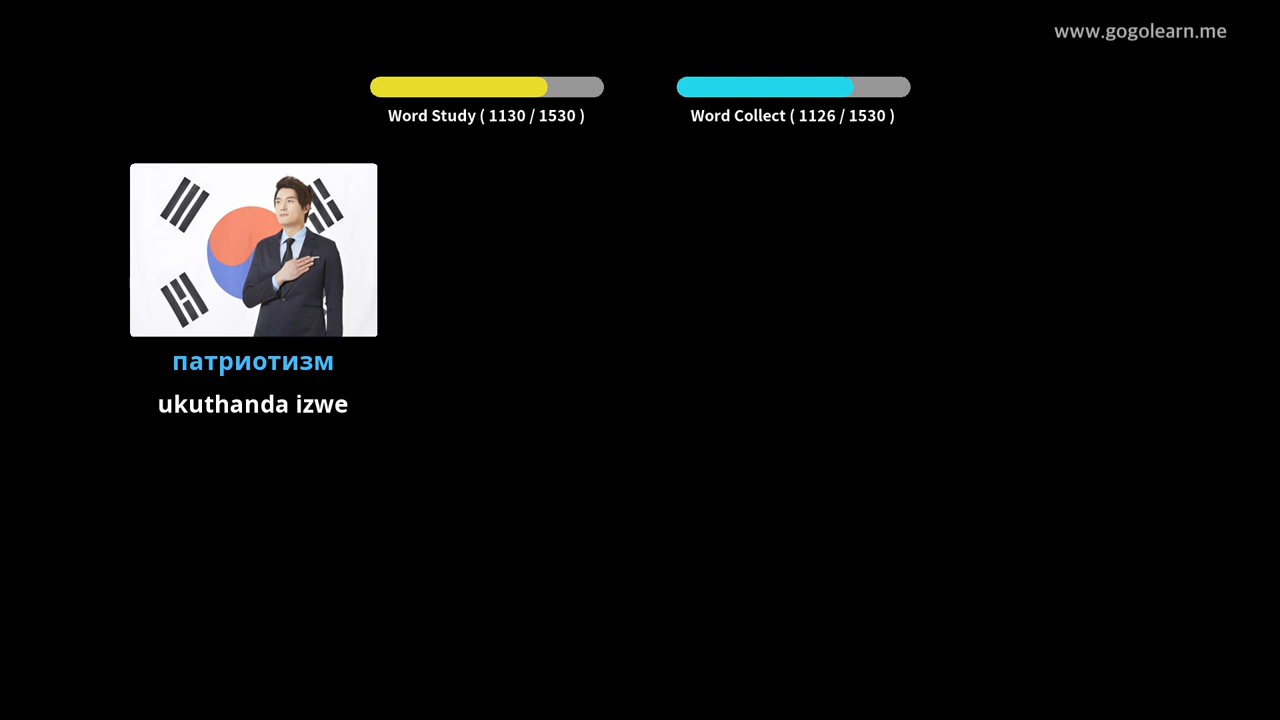 www.gogolearn.me
Word Study ( 1130 / 1530 )
Word Collect ( 1126 / 1530 )
патриотизм
ukuthanda izwe